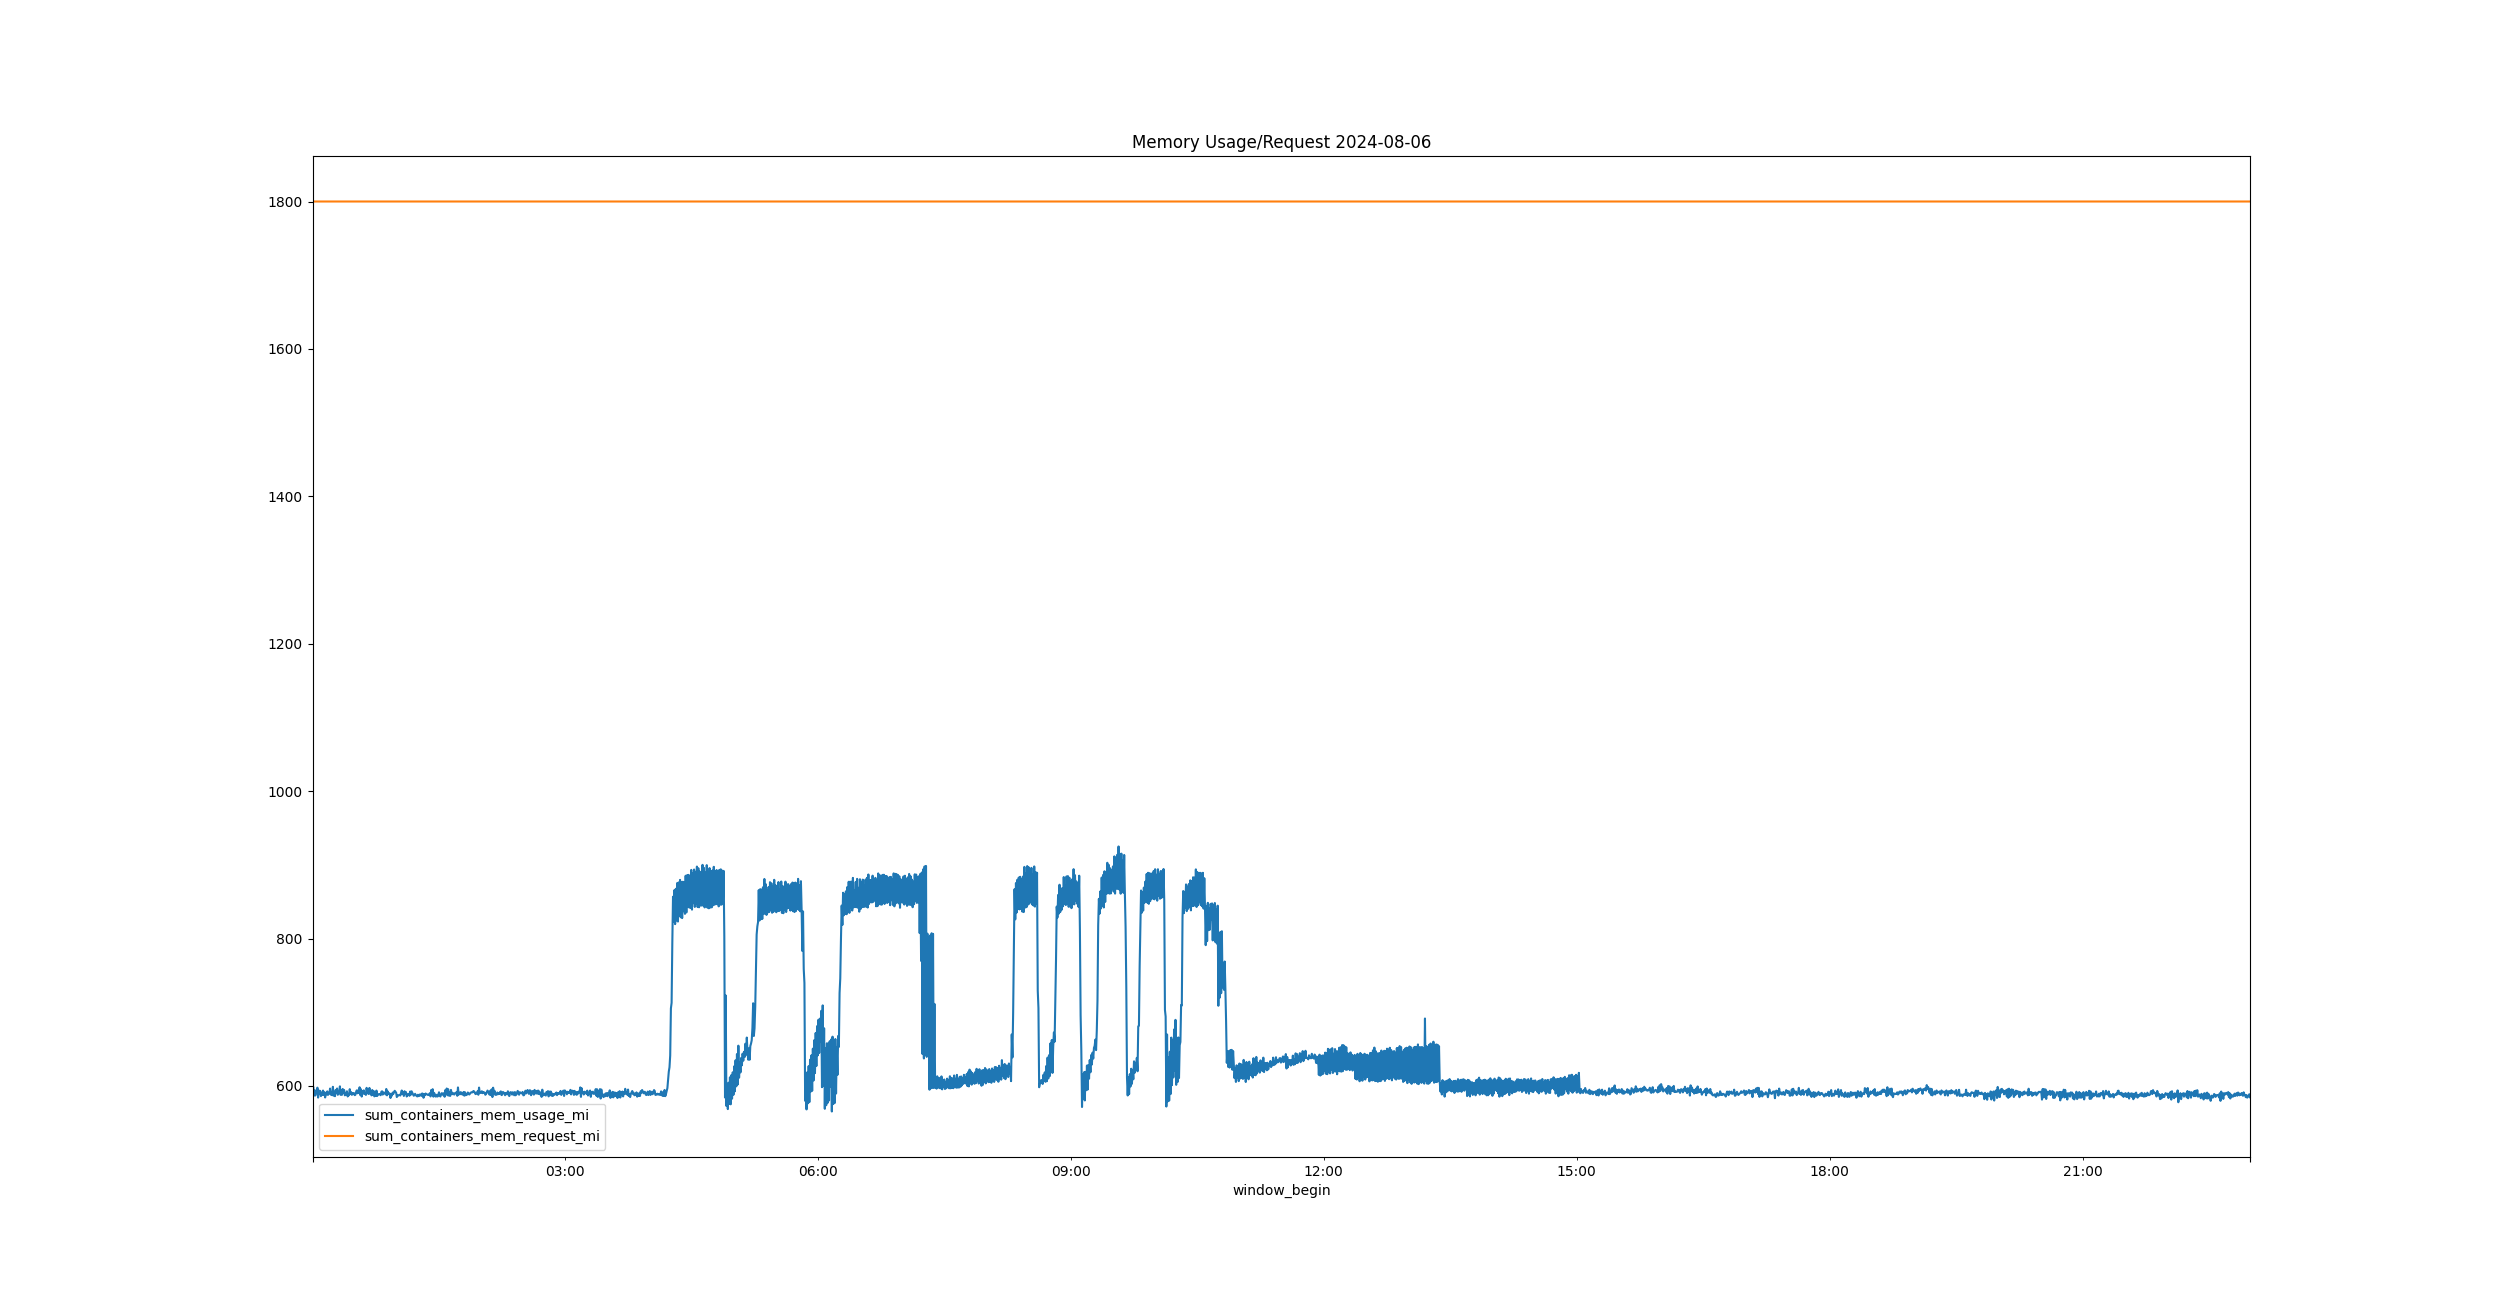 Memory Usage/Request 2024-08-06
1800
1600
1400
1200
1000
800
600
sum_containers_mem_usage_mi
sum_containers_mem_request_mi
03:00 06:00 09:00 12:00 15:00 18:00 21:00
window_begin